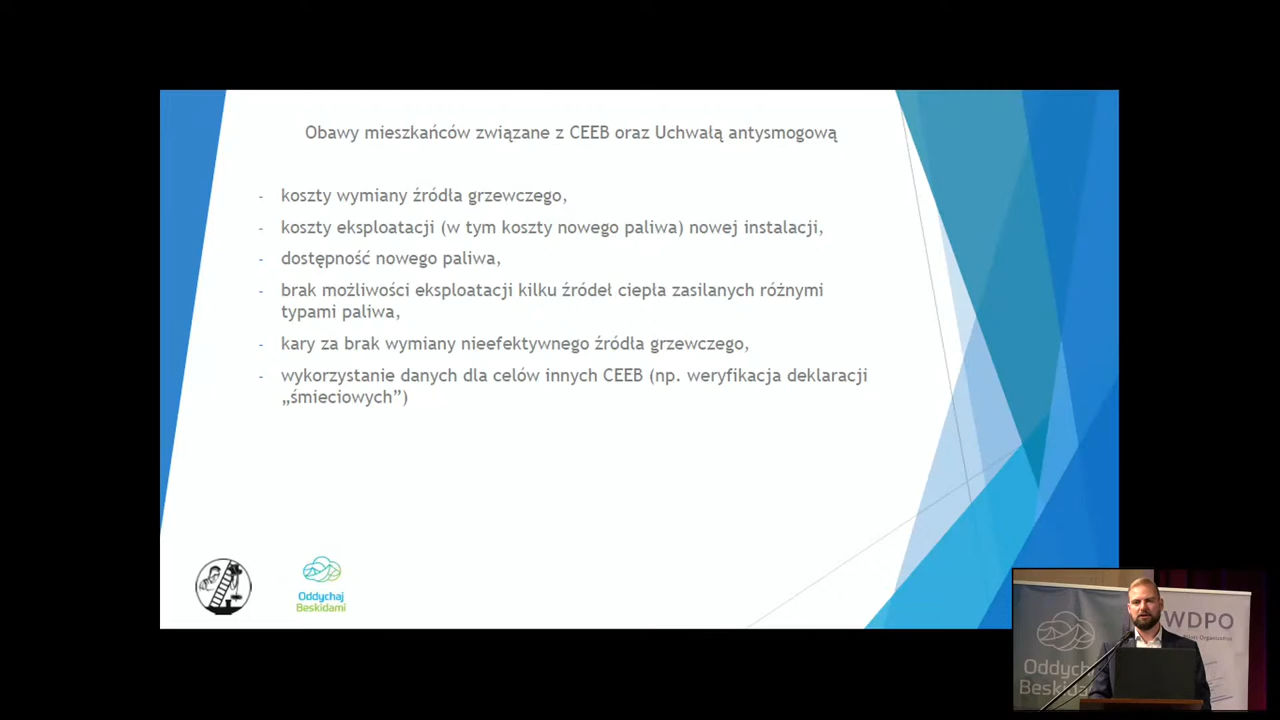 Obawy mieszkańców związane z CEEB oraz Uchwałą antysmogową
- koszty wymiany źródła grzewczego,
- koszty eksploatacji (w tym koszty nowego paliwa) nowej instalacji,
- dostępność nowego paliwa,
- brak możliwości eksploatacji kilku źródeł ciepła zasilanych różnymi
typami paliwa,
- kary za brak wymiany nieefektywnego źródła grzewczego,
- wykorzystanie danych dla celów innych CEEB (np. weryfikacja deklaracji
„śmieciowych”)
Oddychaj
Beskidami
WDPO
Oddych
Beskida